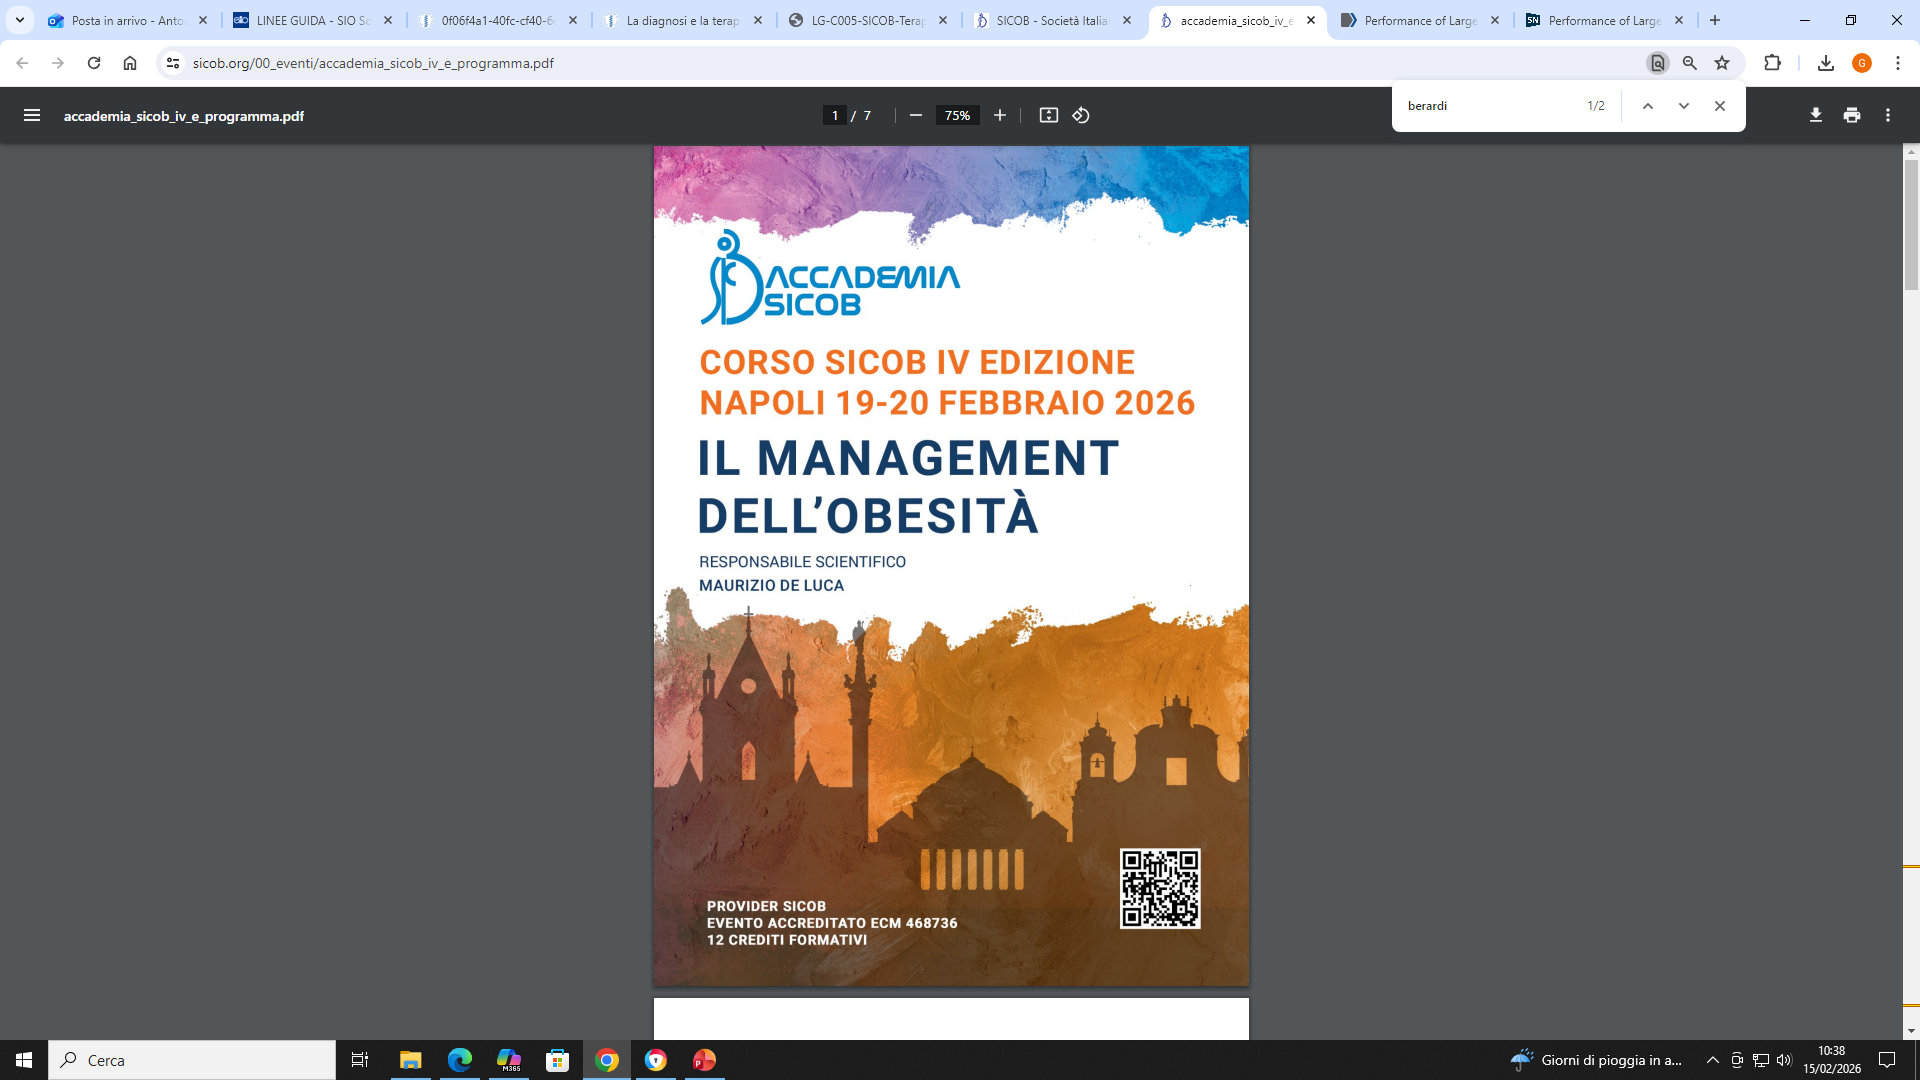 Posta in arrivo - Anto
LINEE GUIDA - SIO So
0f06f4a1-40fc-cf40-6
La diagnosi e la terap
LG-C005-SICOB-Terap
SICOB - Società Italia
accademia_sicob_iv_e
Performance of Large
Performance of Large
sicob.org/00_eventi/accademia_sicob_iv_e_programma.pdf
berardi 1/2
accademia_sicob_iv_e_programma.pdf
1 / 7
75%
ACCADEMIA
SICOB
CORSO SICOB IV EDIZIONE
NAPOLI 19-20 FEBBRAIO 2026
IL MANAGEMENT
DELL’OBESITÀ
RESPONSABILE SCIENTIFICO
MAURIZIO DE LUCA
PROVIDER SICOB
EVENTO ACCREDITATO ECM 468736
12 CREDITI FORMATIVI
Cerca
M365
Giorni di pioggia in a...
10:38
15/02/2026